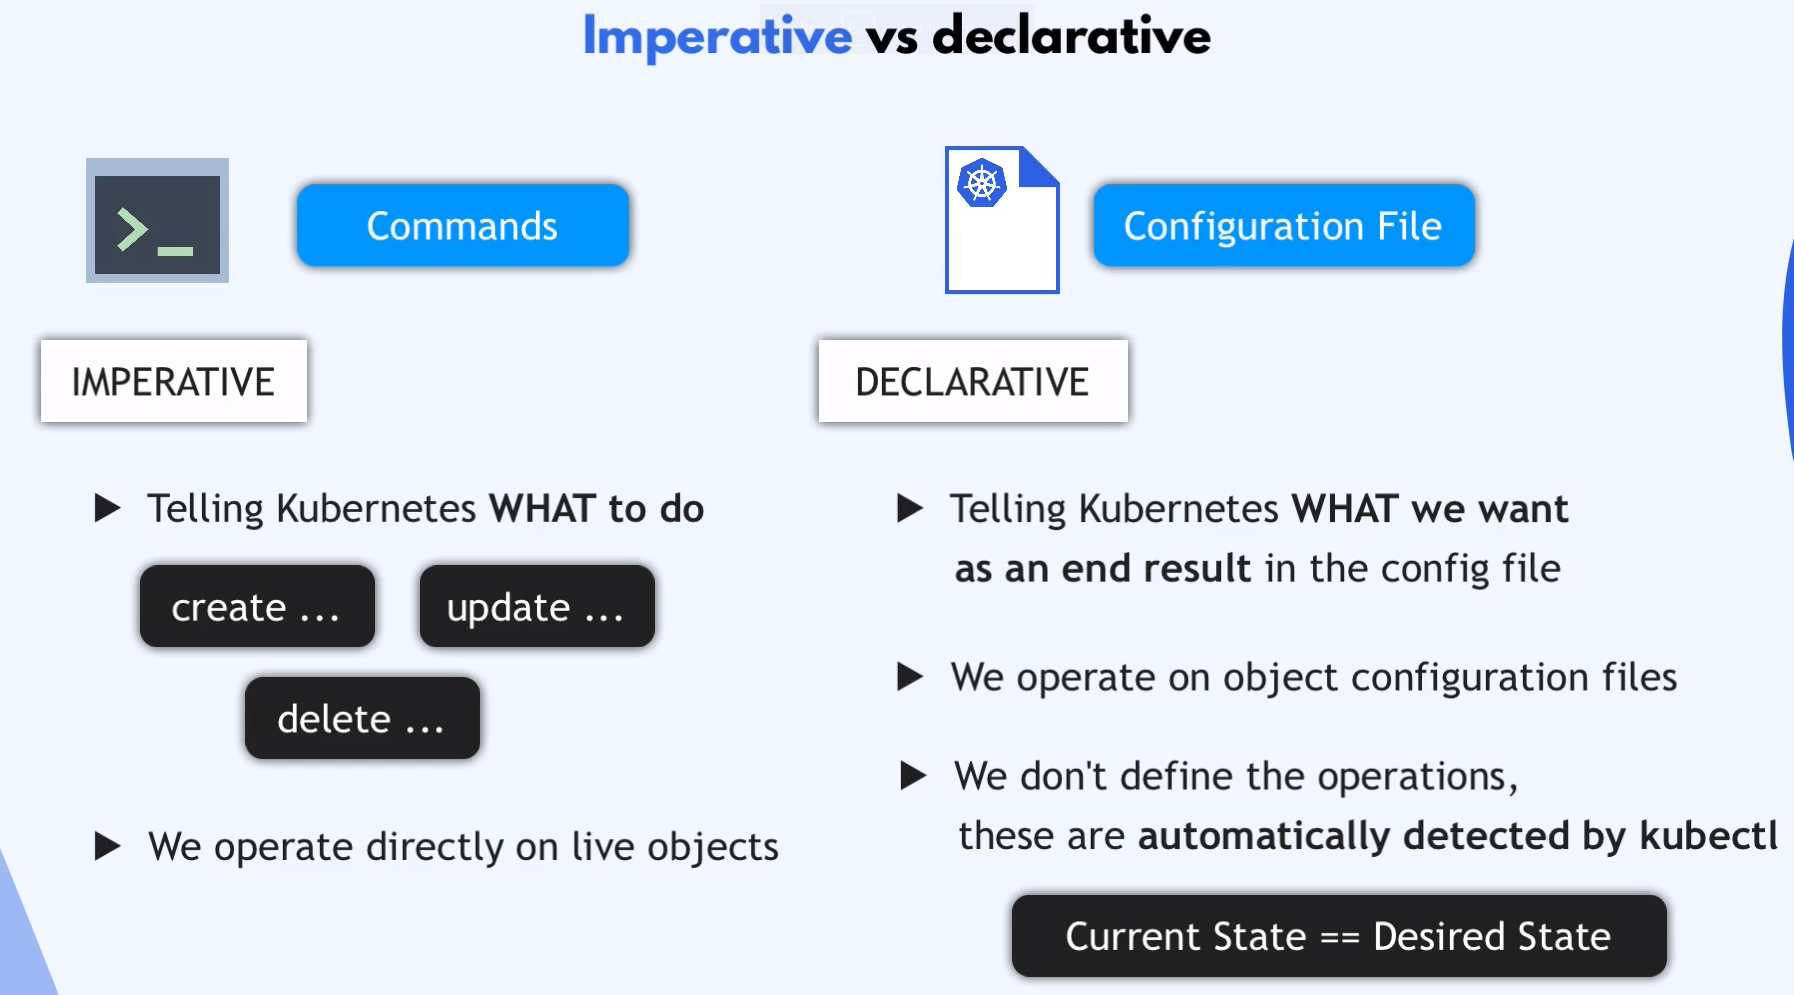 Imperative vs declarative
Commands
IMPERATIVE
Telling Kubernetes WHAT to do
create ...
update ...
delete ...
We operate directly on live objects
Configuration File
DECLARATIVE
Telling Kubernetes WHAT we want
as an end result in the config file
We operate on object configuration files
We don't define the operations,
these are automatically detected by kubectl
Current State == Desired State